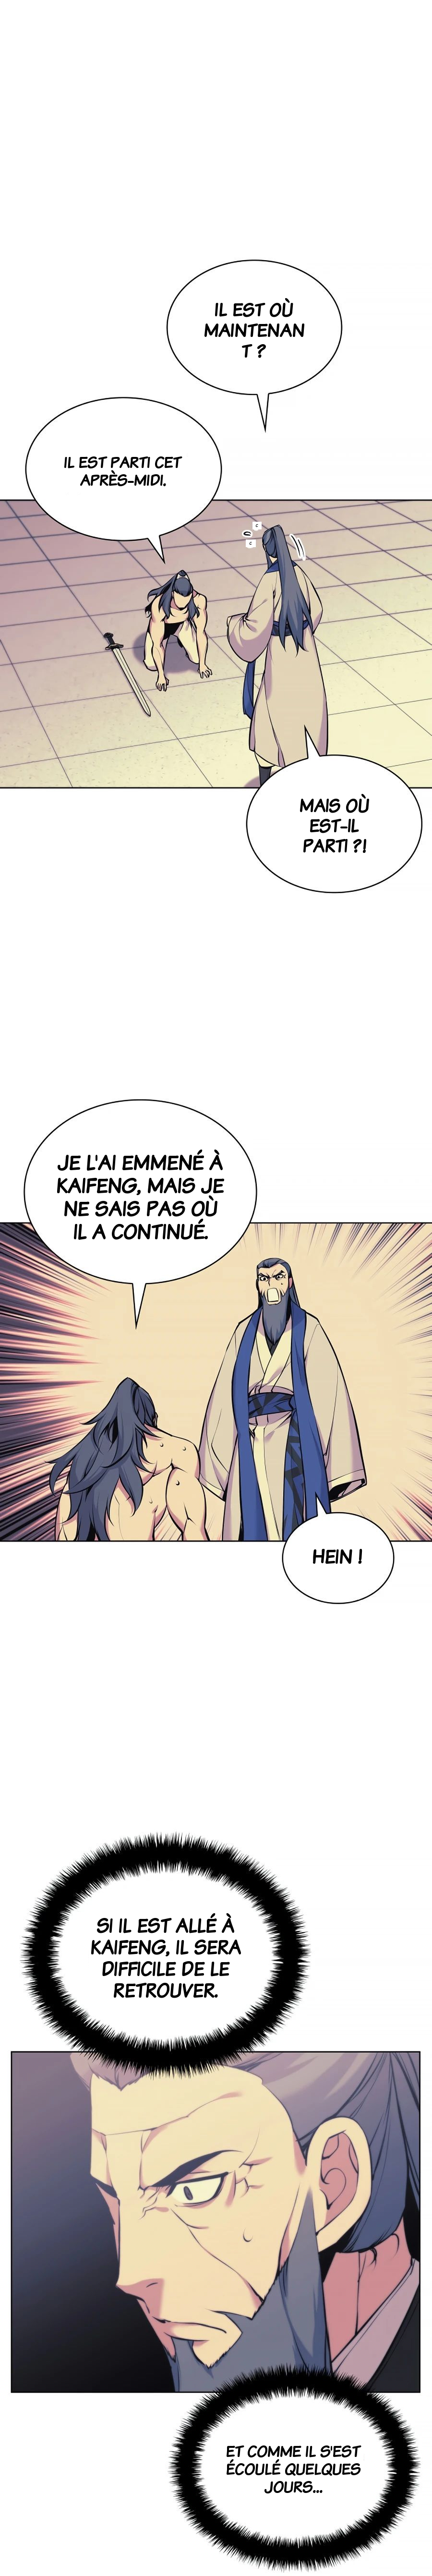 IL EST OÙ
MAINTENAN
T ?
IL EST PARTI CET
APRÈS-MIDI.
MAIS OÙ
EST-IL
PARTI ?!
JE L'AI EMMENÉ À
KAIFENG, MAIS JE
NE SAIS PAS OÙ
IL A CONTINUÉ.
HEIN !
SI IL EST ALLÉ À
KAIFENG, IL SERA
DIFFICILE DE LE
RETROUVER.
ET COMME IL S'EST
ÉCOULÉ QUELQUES
JOURS...